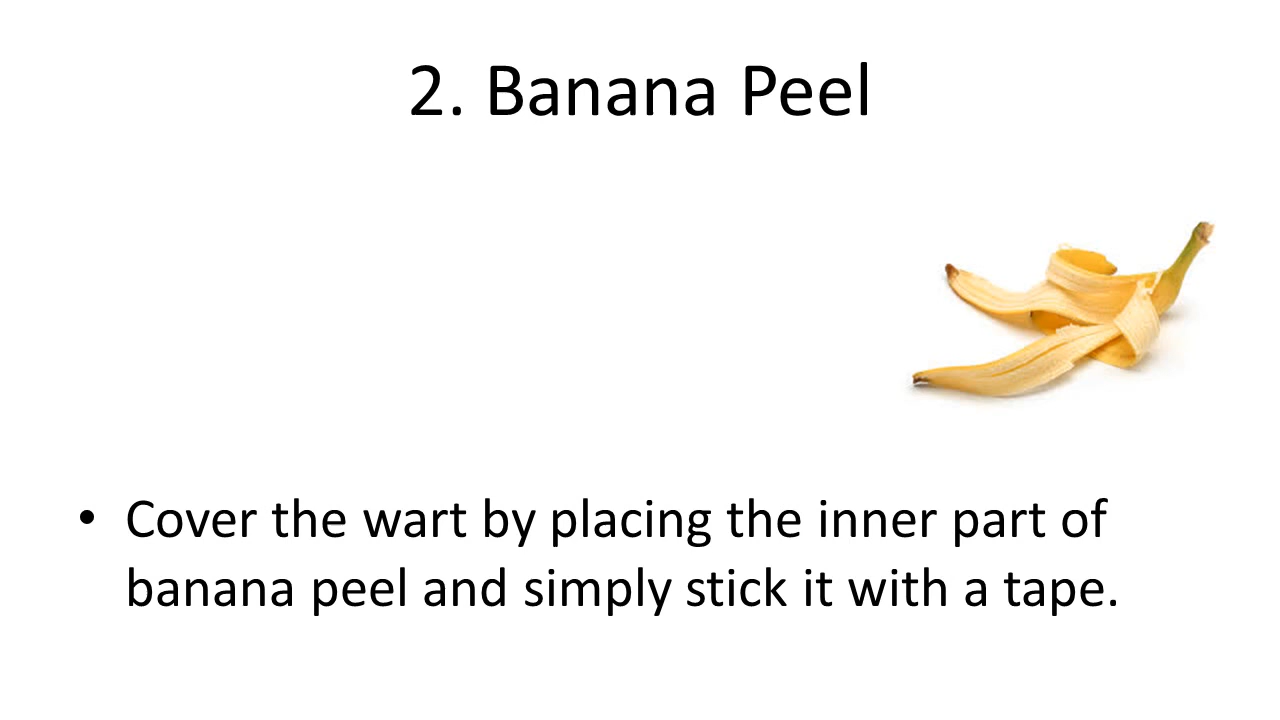 2. Banana Peel
• Cover the wart by placing the inner part of
banana peel and simply stick it with a tape.